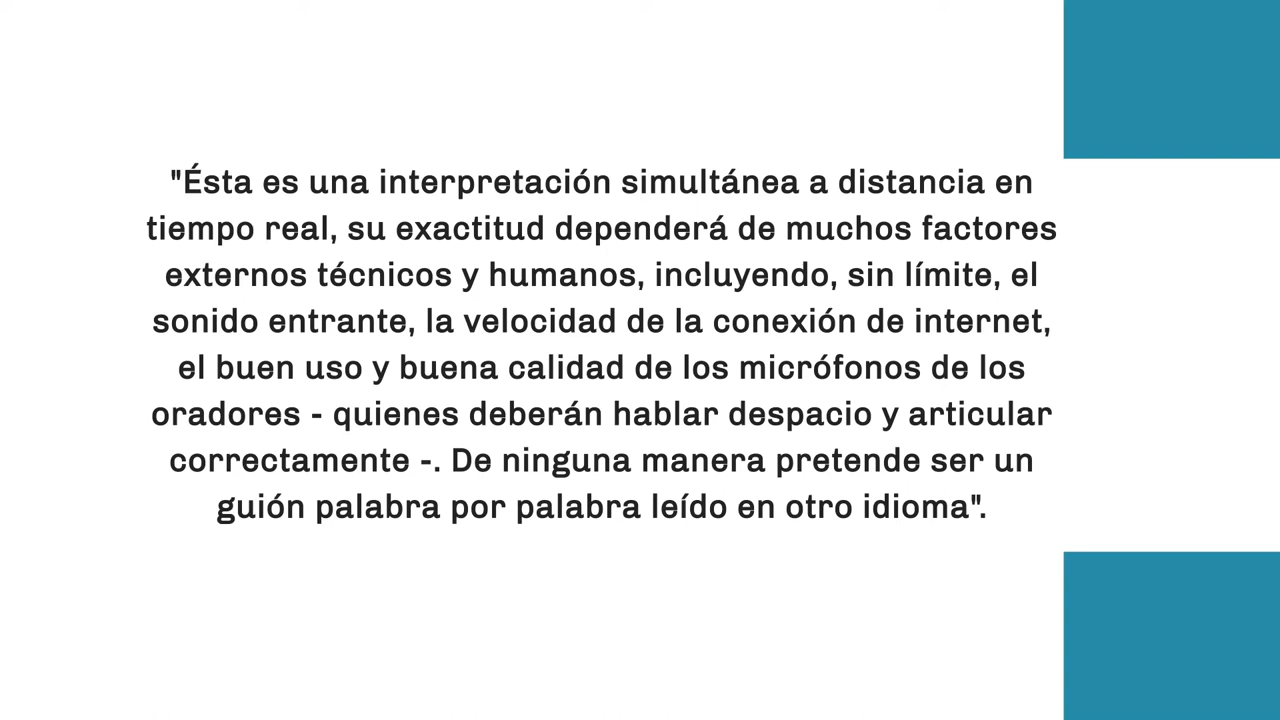 "Ésta es una interpretación simultánea a distancia en
tiempo real, su exactitud dependerá de muchos factores
externos técnicos y humanos, incluyendo, sin límite, el
sonido entrante, la velocidad de la conexión de internet,
el buen uso y buena calidad de los micrófonos de los
oradores - quienes deberán hablar despacio y articular
correctamente -. De ninguna manera pretende ser un
guión palabra por palabra leído en otro idioma".